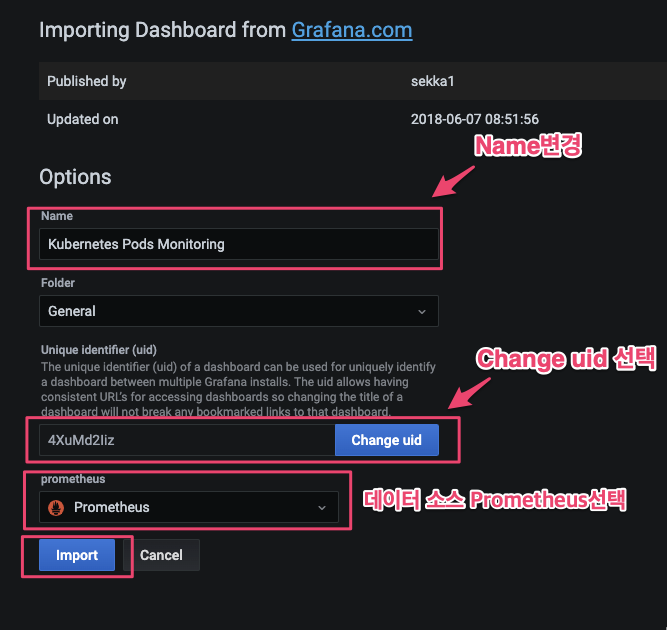 Importing Dashboard from Grafana.com
Published by sekka1
Updated on 2018-06-07 08:51:56
Name변경
Options
Name
Kubernetes Pods Monitoring
Folder
General
Unique identifier (uid)
The unique identifier (uid) of a dashboard can be used for uniquely identify
a dashboard between multiple Grafana installs. The uid allows having
consistent URL's for accessing dashboards so changing the title of a
dashboard will not break any bookmarked links to that dashboard.
Change uid 선택
4XuMd2Iiz Change uid
prometheus
Prometheus
데이터 소스 Prometheus선택
Import Cancel